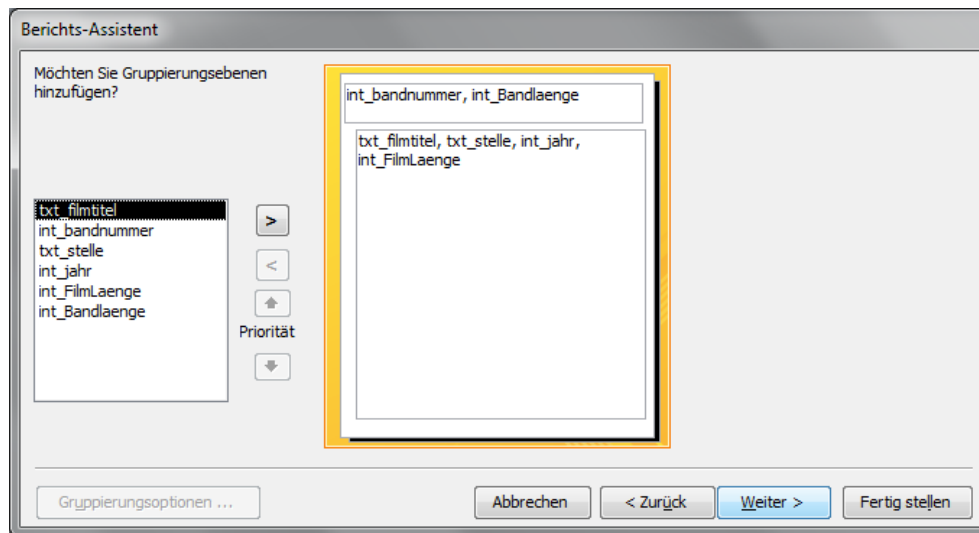 Berichts-Assistent
Möchten Sie Gruppierungsebenen
hinzufügen?
int_bandnummer, int_Bandlaenge
txt_filmtitel, txt_stelle, int_jahr,
int_FilmLaenge
txt_filmtitel
int_bandnummer
txt_stelle
int_jahr
int_FilmLaenge
int_Bandlaenge
>
<
Priorität
Gruppierungsoptionen ...
Abbrechen
< Zurück
Weiter >
Fertig stellen